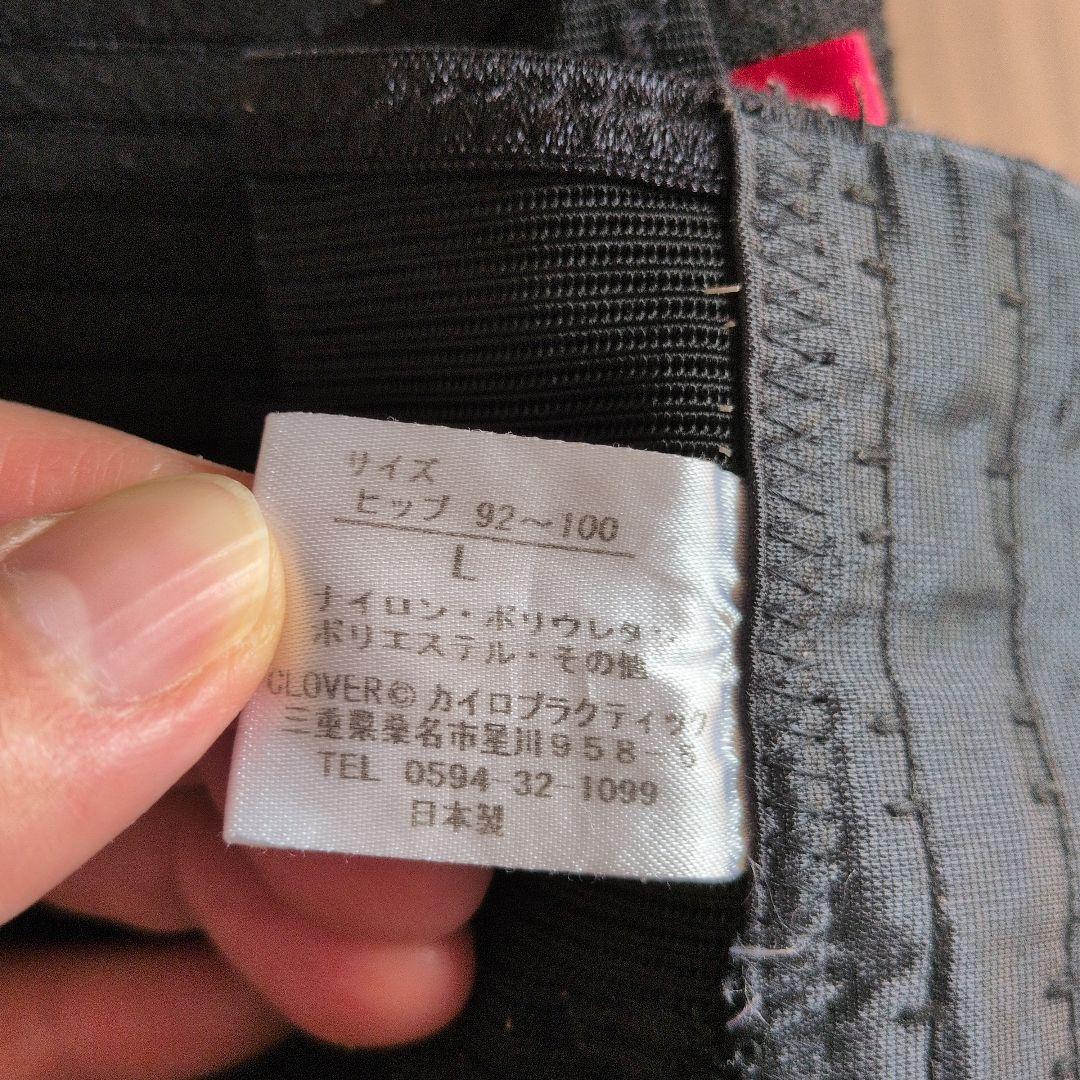 サイズ
ヒップ 92～100
L
ナイロン・ポリウレタン
ポリエステル・その他
CLOVER© カイロプラクティック
三重県桑名市星川958-5
TEL 0594-32-1099
日本製